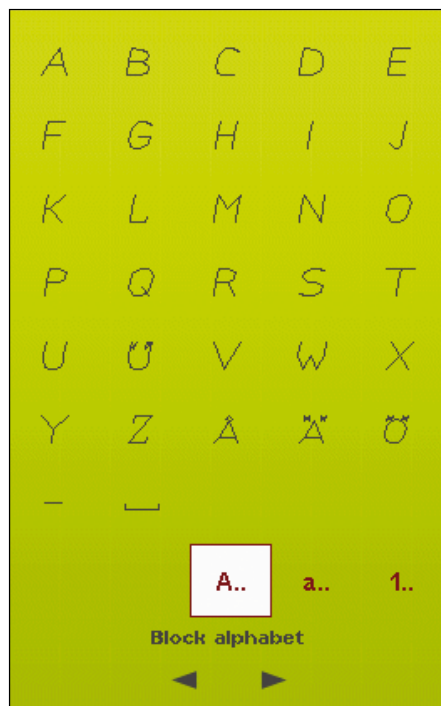 A B C D E
F G H I J
K L M N O
P Q R S T
U Ü V W X
Y Z Å Ä Ö
– ⎵
A.. a.. 1..
Block alphabet